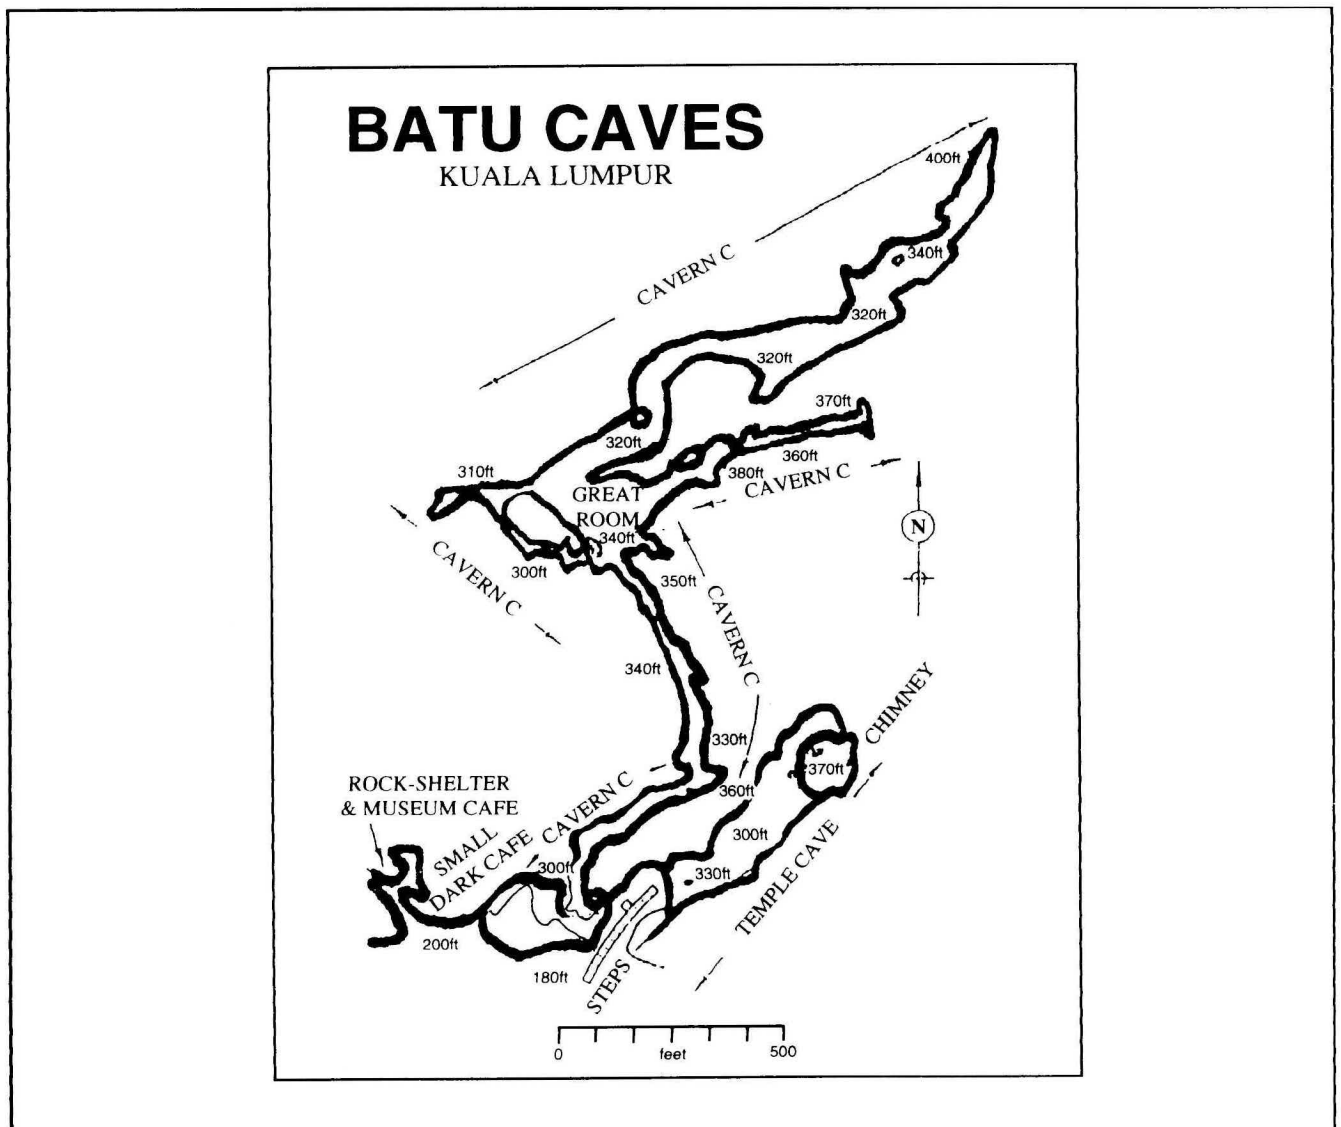 BATU CAVES
KUALA LUMPUR
400ft
CAVERN C
340ft
320ft
320ft
370ft
320ft
360ft
310ft
380ft
CAVERN C
GREAT
ROOM
340ft
N
CAVERN C
300ft
350ft
CAVERN C
340ft
CHIMNEY
330ft
370ft
ROCK-SHELTER
& MUSEUM CAFE
CAVERN C
360ft
SMALL
DARK CAFE
300ft
300ft
330ft
TEMPLE CAVE
200ft
180ft
STEPS
0 feet 500